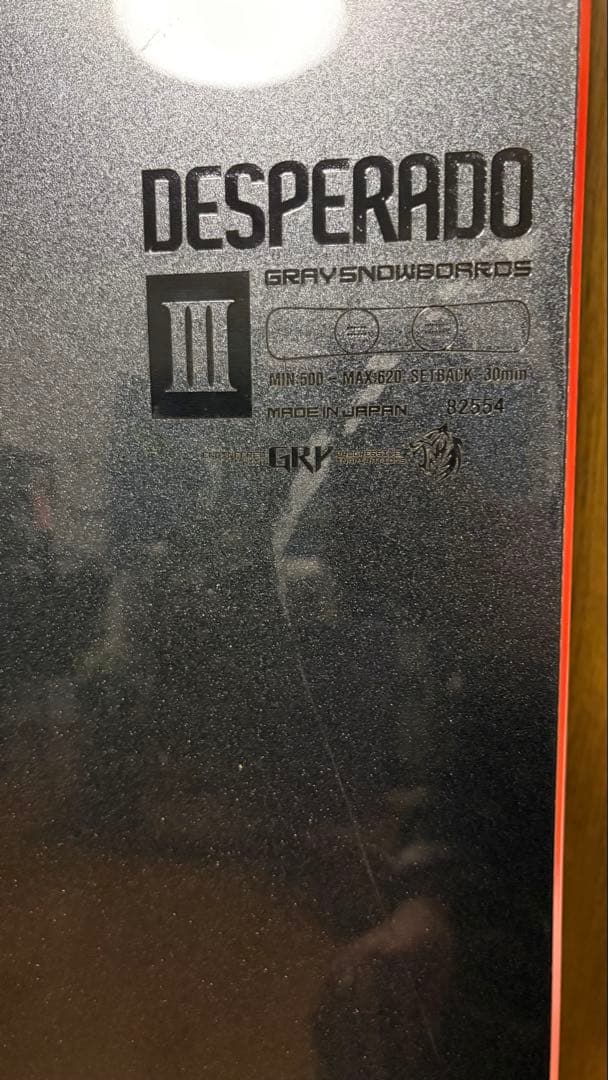 DESPERADO
III
GRAYSNOWBOARDS
MIN:500 - MAX:620 SETBACK -30mm
MADE IN JAPAN 82554
GRY